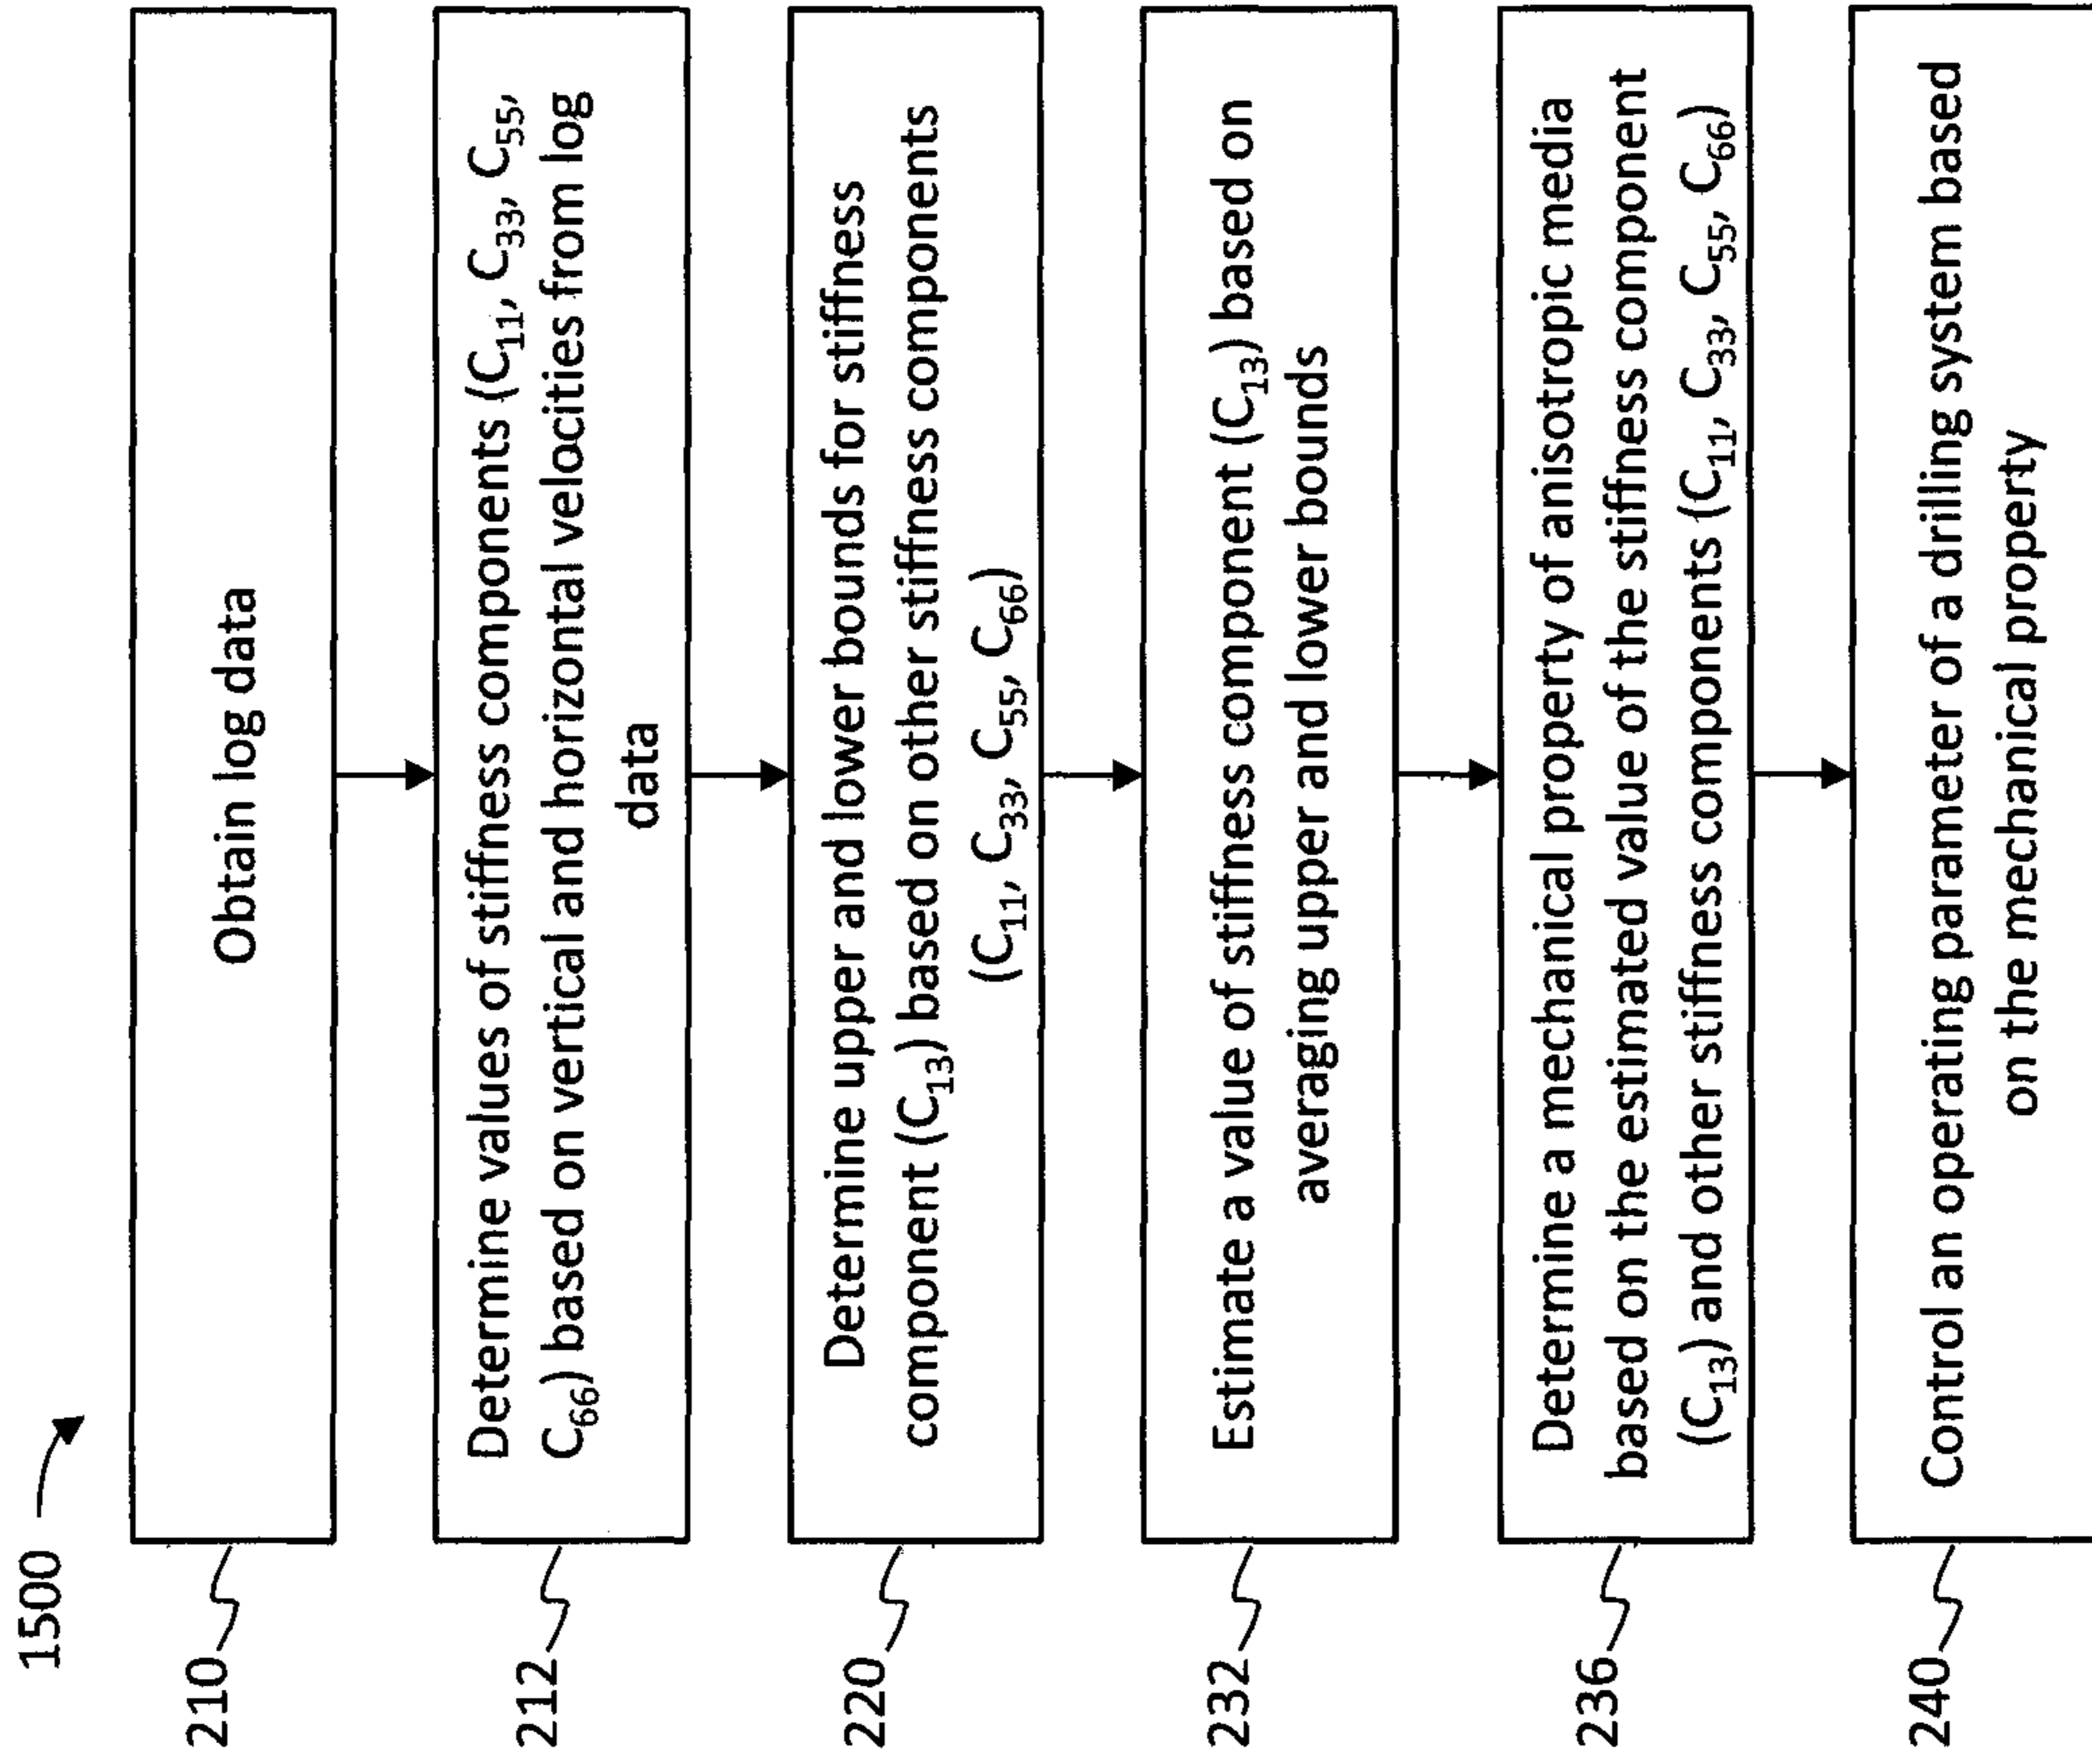 1500
210
Obtain log data
212
Determine values of stiffness components (C₁₁, C₃₃, C₅₅,
C₆₆) based on vertical and horizontal velocities from log
data
220
Determine upper and lower bounds for stiffness
component (C₁₃) based on other stiffness components
(C₁₁, C₃₃, C₅₅, C₆₆)
232
Estimate a value of stiffness component (C₁₃) based on
averaging upper and lower bounds
236
Determine a mechanical property of anisotropic media
based on the estimated value of the stiffness component
(C₁₃) and other stiffness components (C₁₁, C₃₃, C₅₅, C₆₆)
240
Control an operating parameter of a drilling system based
on the mechanical property